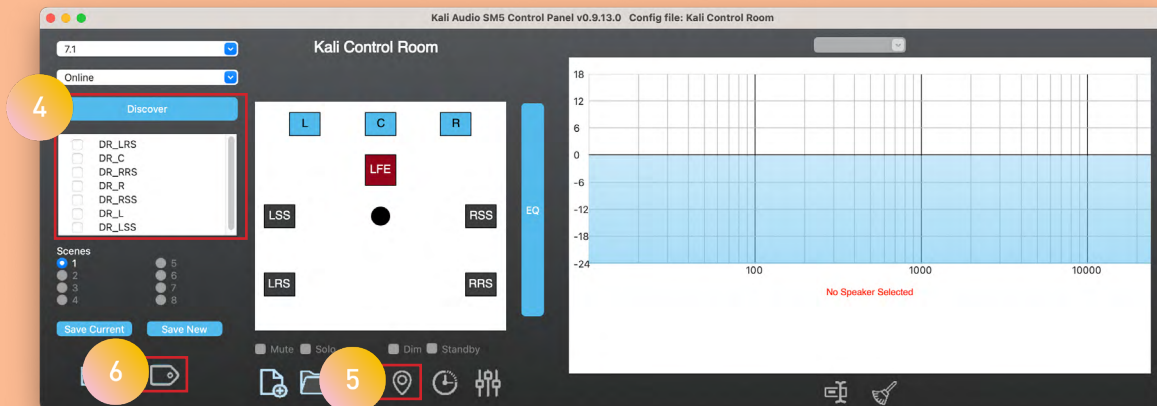 Kali Audio SM5 Control Panel v0.9.13.0 Config file: Kali Control Room
7.1
Kali Control Room
Online
4
Discover
DR_LRS
DR_C
DR_RRS
DR_R
DR_RSS
DR_L
DR_LSS
Scenes
1 5
2 6
3 7
4 8
Save Current Save New
6
L C R
LFE
LSS RSS
LRS RRS
EQ
Mute Solo Dim Standby
5
18
12
6
0
-6
-12
-18
-24
100 1000 10000
No Speaker Selected